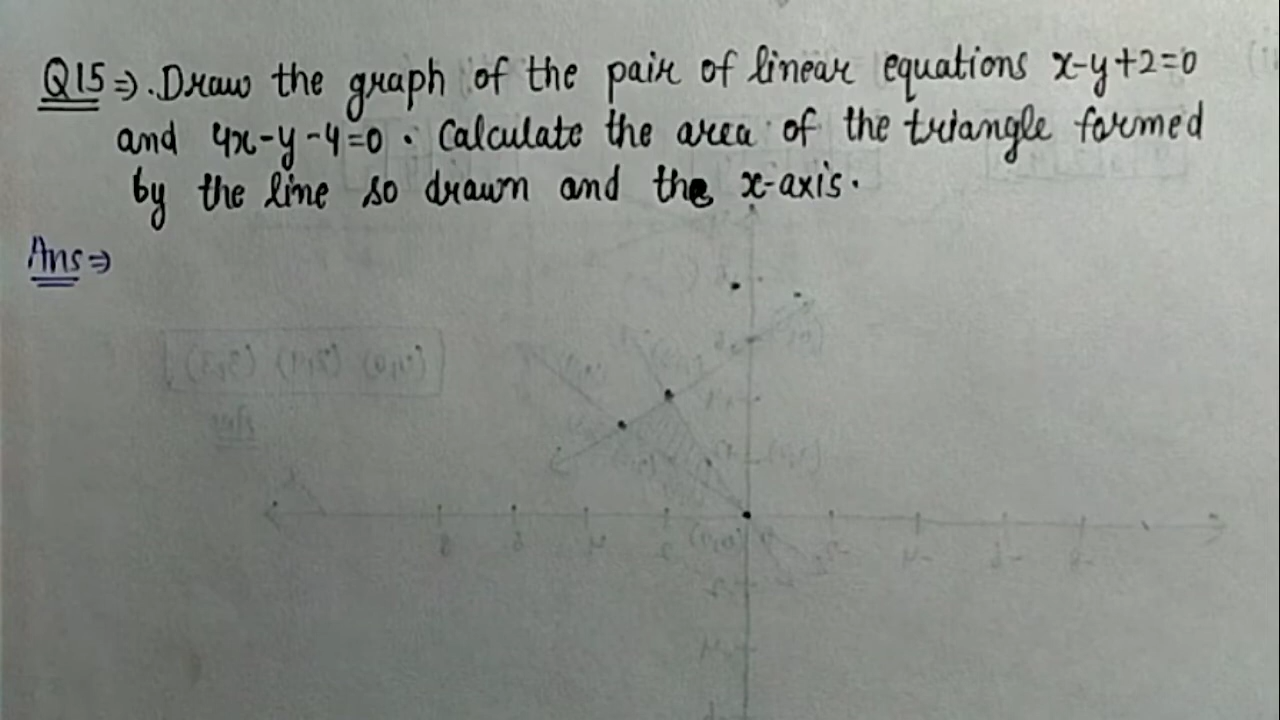 Q15⇒. Draw the graph of the pair of linear equations x-y+2=0
and 4x-y-4=0. Calculate the area of the triangle formed
by the line so drawn and the x-axis.
Ans⇒